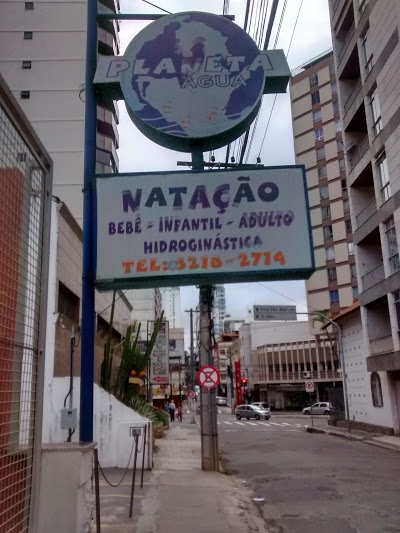 PLANETA
ÁGUA
NATAÇÃO
BEBÊ - INFANTIL - ADULTO
HIDROGINÁSTICA
TEL: 3218-2714